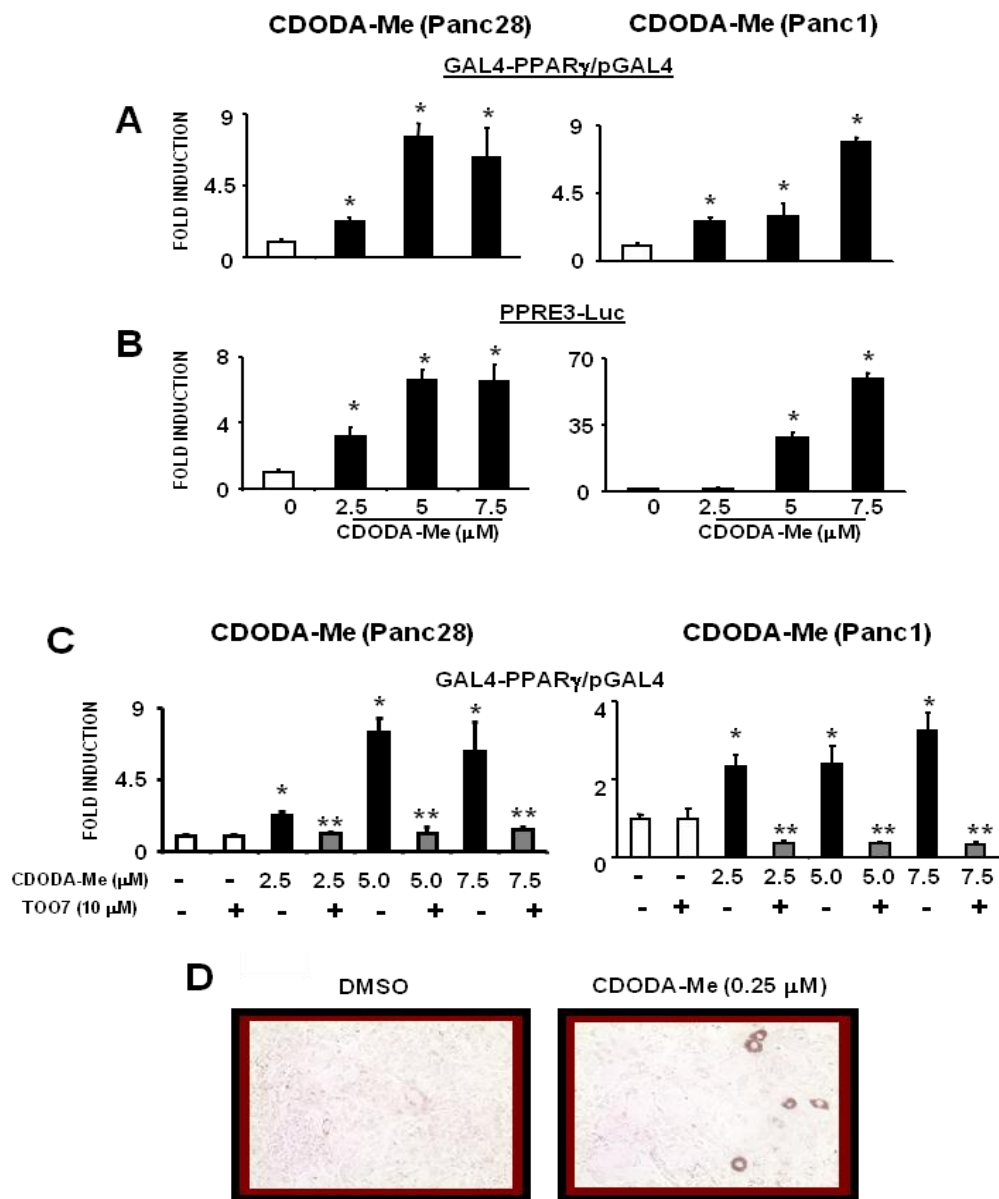 CDODA-Me (Panc28) CDODA-Me (Panc1)
GAL4-PPARγ/pGAL4
A
FOLD INDUCTION
9
4.5
0
* * *
9
4.5
0
* * *
PPRE3-Luc
B
FOLD INDUCTION
8
4
0
* * *
0 2.5 5 7.5
CDODA-Me (μM)
70
35
0
* *
0 2.5 5 7.5
CDODA-Me (μM)
C
CDODA-Me (Panc28) CDODA-Me (Panc1)
GAL4-PPARγ/pGAL4
FOLD INDUCTION
9
4.5
0
* ** * ** * **
4
2
0
* ** * ** * **
CDODA-Me (μM) - - 2.5 2.5 5.0 5.0 7.5 7.5 - - 2.5 2.5 5.0 5.0 7.5 7.5
TOO7 (10 μM) - + - + - + - + - + - + - + - +
D
DMSO CDODA-Me (0.25 μM)